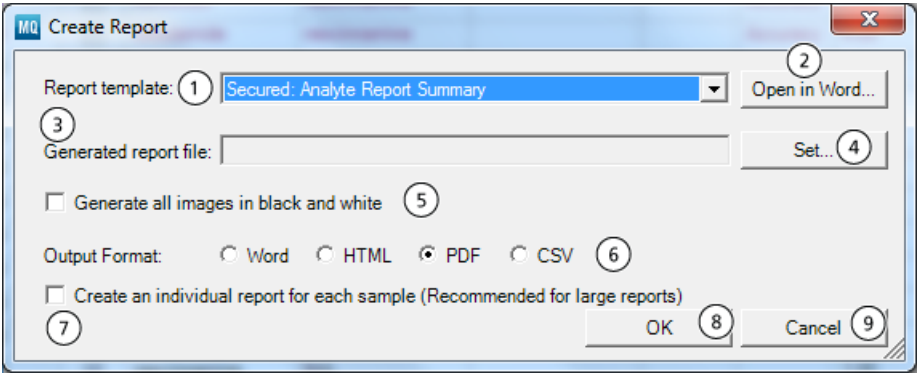 MQ Create Report
2
Report template: 1 Secured: Analyte Report Summary Open in Word...
3
Generated report file: Set... 4
Generate all images in black and white 5
Output Format: Word HTML PDF CSV 6
Create an individual report for each sample (Recommended for large reports)
7 OK 8 Cancel 9